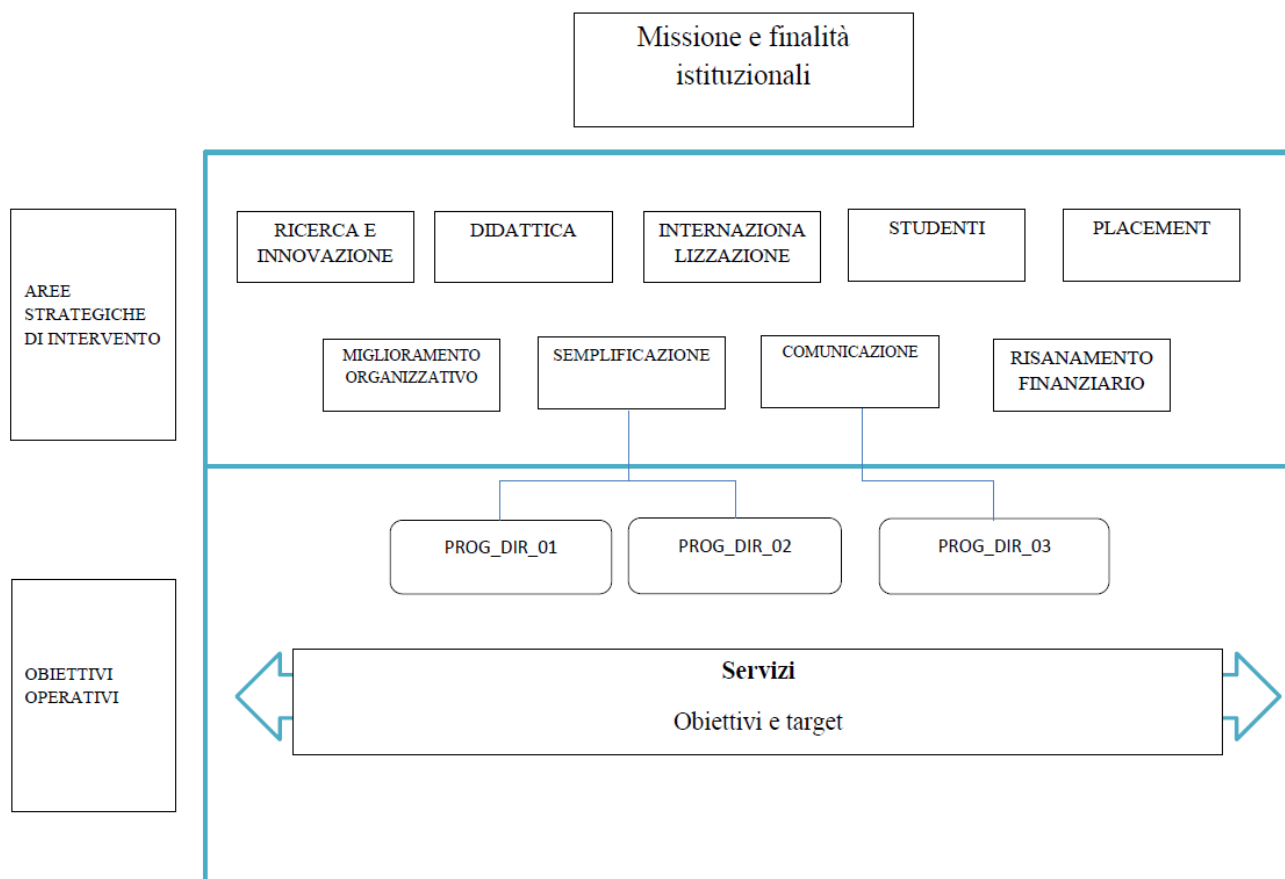 Missione e finalità
istituzionali
RICERCA E
INNOVAZIONE
DIDATTICA
INTERNAZIONA
LIZZAZIONE
STUDENTI
PLACEMENT
AREE
STRATEGICHE
DI INTERVENTO
MIGLIORAMENTO
ORGANIZZATIVO
SEMPLIFICAZIONE
COMUNICAZIONE
RISANAMENTO
FINANZIARIO
PROG_DIR_01
PROG_DIR_02
PROG_DIR_03
OBIETTIVI
OPERATIVI
Servizi
Obiettivi e target